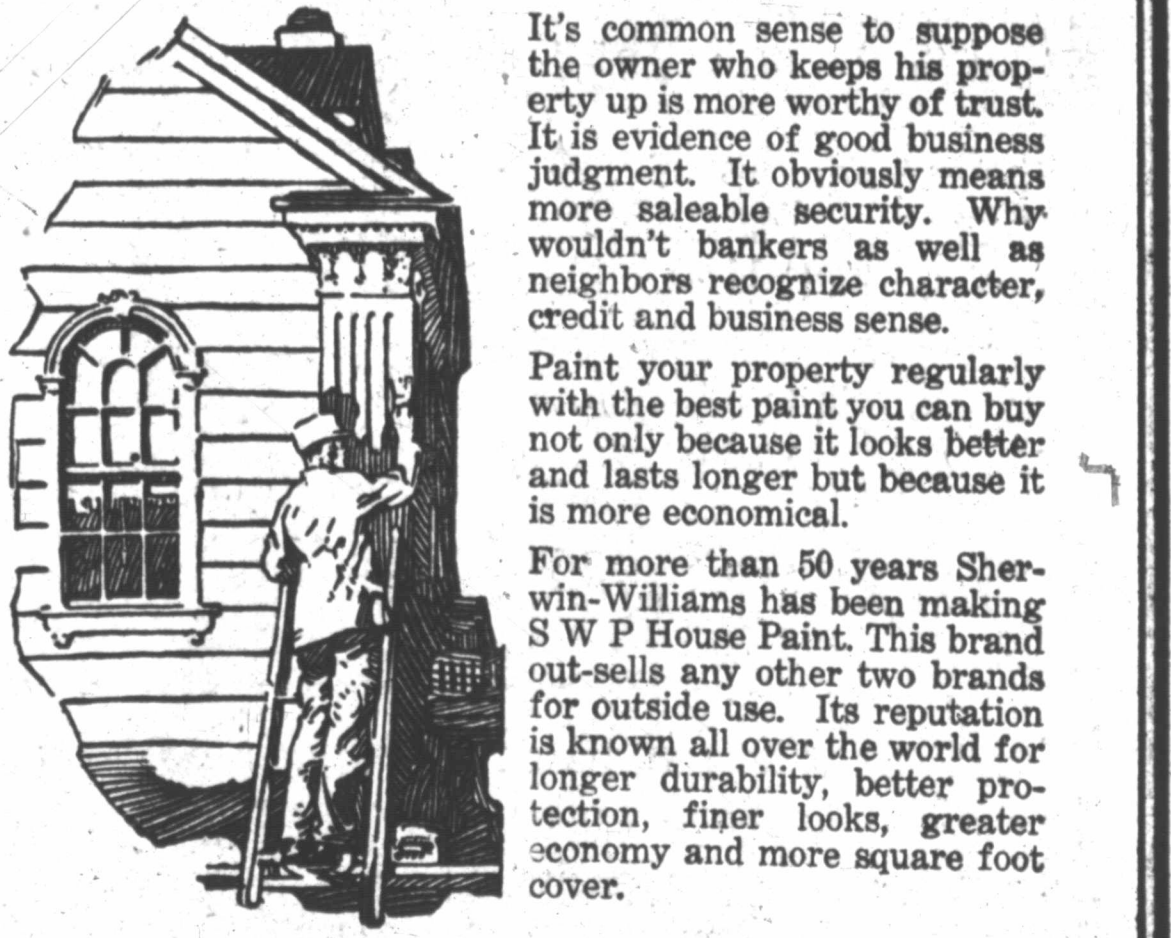 It's common sense to suppose
the owner who keeps his prop-
erty up is more worthy of trust.
It is evidence of good business
judgment. It obviously means
more saleable security. Why
wouldn't bankers as well as
neighbors recognize character,
credit and business sense.
Paint your property regularly
with the best paint you can buy
not only because it looks better
and lasts longer but because it
is more economical.
For more than 50 years Sher-
win-Williams has been making
S W P House Paint. This brand
out-sells any other two brands
for outside use. Its reputation
is known all over the world for
longer durability, better pro-
tection, finer looks, greater
economy and more square foot
cover.